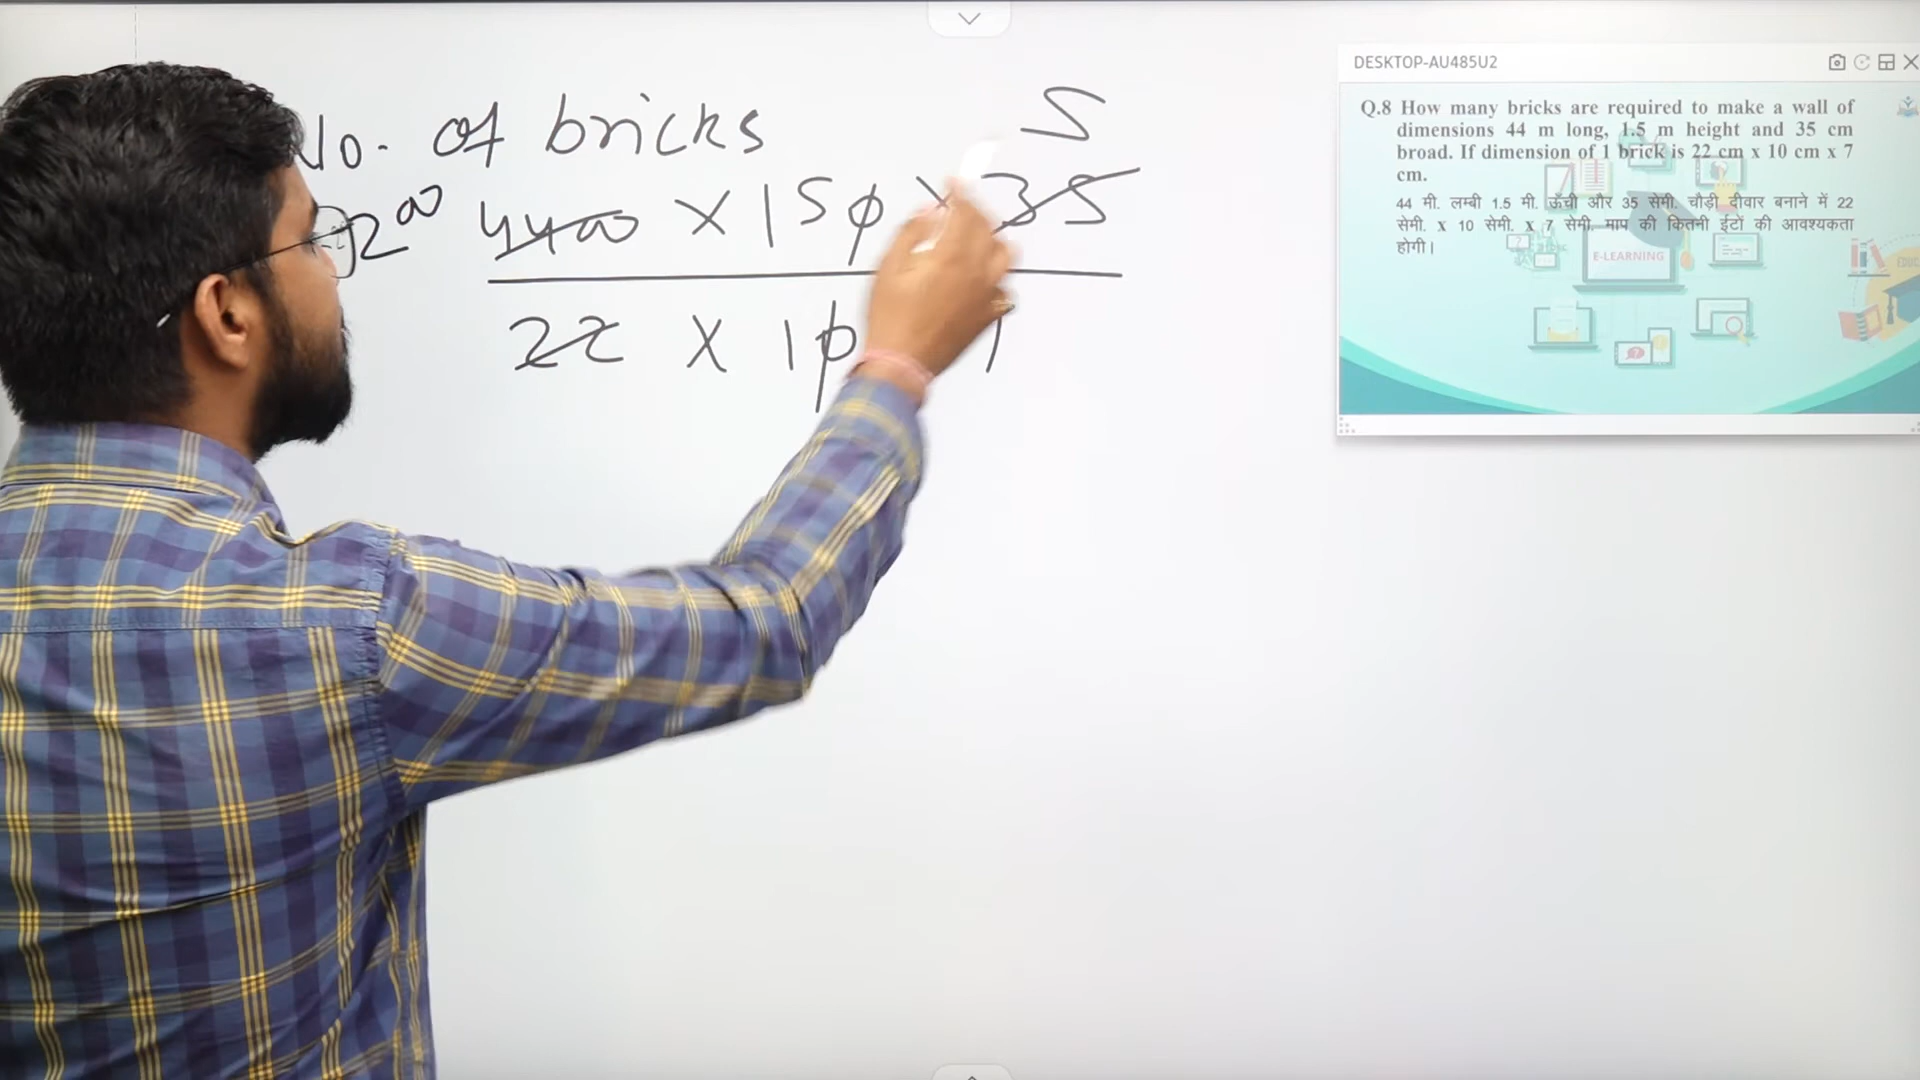 DESKTOP-AU485U2
Q.8 How many bricks are required to make a wall of
dimensions 44 m long, 1.5 m height and 35 cm
broad. If dimension of 1 brick is 22 cm x 10 cm x 7
cm.
44 मी. लम्बी 1.5 मी. ऊँची और 35 सेमी. चौड़ी दीवार बनाने में 22
सेमी. x 10 सेमी. x 7 सेमी. माप की कितनी ईंटों की आवश्यकता
होगी।
E-LEARNING
No. of bricks
5
200 4400 X 150 X 35
22 X 10 7